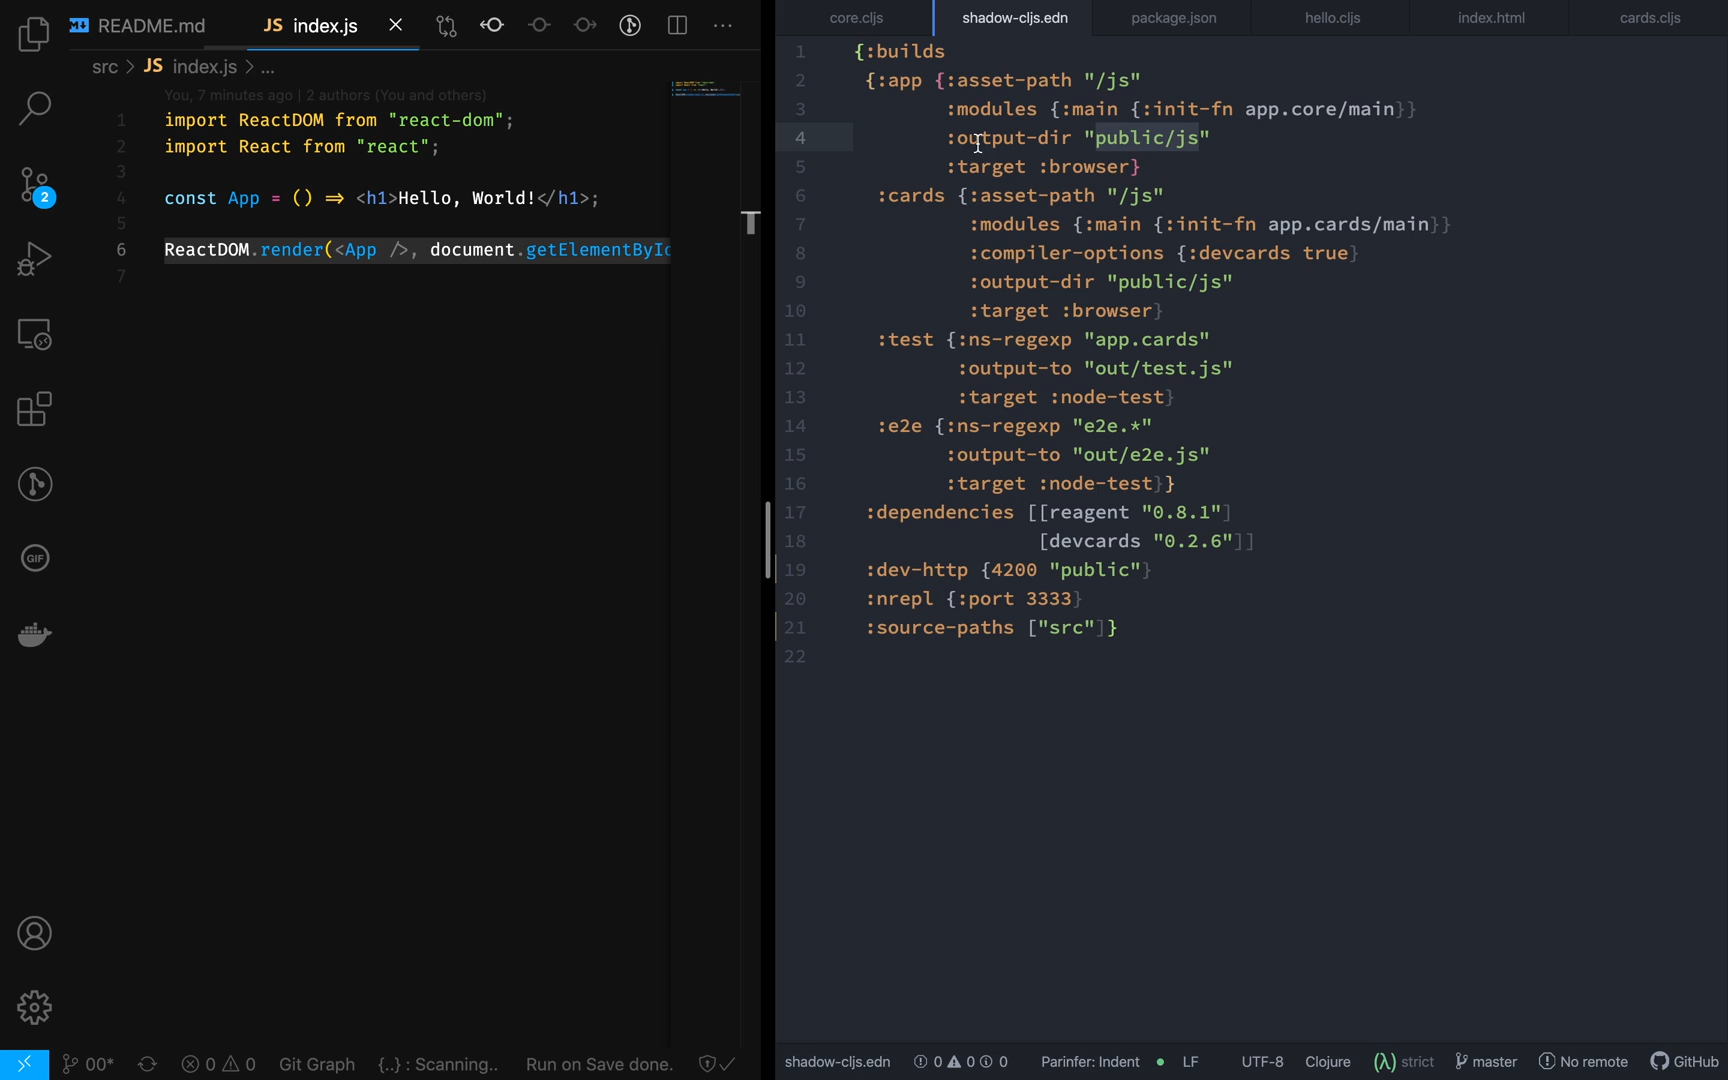 README.md
JS index.js
src > JS index.js > ...
You, 7 minutes ago | 2 authors (You and others)
1 import ReactDOM from "react-dom";
2 import React from "react";
3
4 const App = () => <h1>Hello, World!</h1>;
5
6 ReactDOM.render(<App />, document.getElementById
7
2
GIF
00*
0 0
Git Graph
{..} : Scanning..
Run on Save done.
core.cljs
shadow-cljs.edn
package.json
hello.cljs
index.html
cards.cljs
1 {:builds
2 {:app {:asset-path "/js"
3 :modules {:main {:init-fn app.core/main}}
4 :output-dir "public/js"
5 :target :browser}
6 :cards {:asset-path "/js"
7 :modules {:main {:init-fn app.cards/main}}
8 :compiler-options {:devcards true}
9 :output-dir "public/js"
10 :target :browser}
11 :test {:ns-regexp "app.cards"
12 :output-to "out/test.js"
13 :target :node-test}
14 :e2e {:ns-regexp "e2e.*"
15 :output-to "out/e2e.js"
16 :target :node-test}}
17 :dependencies [[reagent "0.8.1"]
18 [devcards "0.2.6"]]
19 :dev-http {4200 "public"}
20 :nrepl {:port 3333}
21 :source-paths ["src"]}
22
shadow-cljs.edn
0 0 0
Parinfer: Indent
LF
UTF-8
Clojure
(λ) strict
master
No remote
GitHub